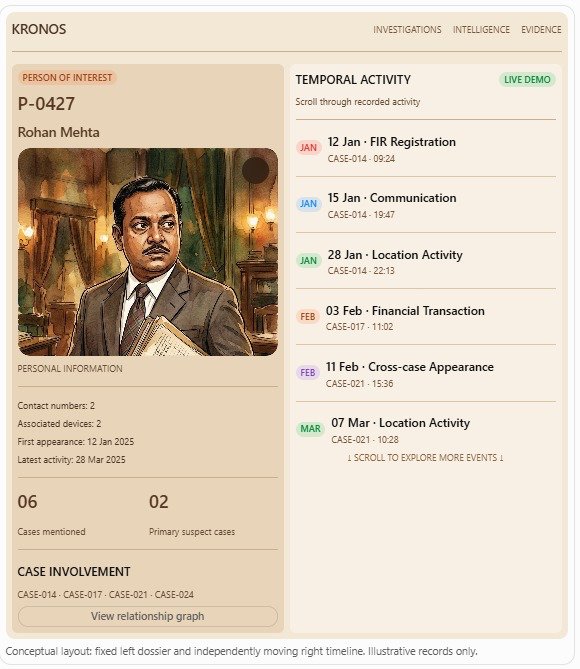 KRONOS
INVESTIGATIONS INTELLIGENCE EVIDENCE
PERSON OF INTEREST
P-0427
Rohan Mehta
PERSONAL INFORMATION
Contact numbers: 2
Associated devices: 2
First appearance: 12 Jan 2025
Latest activity: 28 Mar 2025
06 02
Cases mentioned Primary suspect cases
CASE INVOLVEMENT
CASE-014 · CASE-017 · CASE-021 · CASE-024
View relationship graph
TEMPORAL ACTIVITY LIVE DEMO
Scroll through recorded activity
JAN 12 Jan · FIR Registration
CASE-014 · 09:24
JAN 15 Jan · Communication
CASE-014 · 19:47
JAN 28 Jan · Location Activity
CASE-014 · 22:13
FEB 03 Feb · Financial Transaction
CASE-017 · 11:02
FEB 11 Feb · Cross-case Appearance
CASE-021 · 15:36
MAR 07 Mar · Location Activity
CASE-021 · 10:28
↓ SCROLL TO EXPLORE MORE EVENTS ↓
Conceptual layout: fixed left dossier and independently moving right timeline. Illustrative records only.